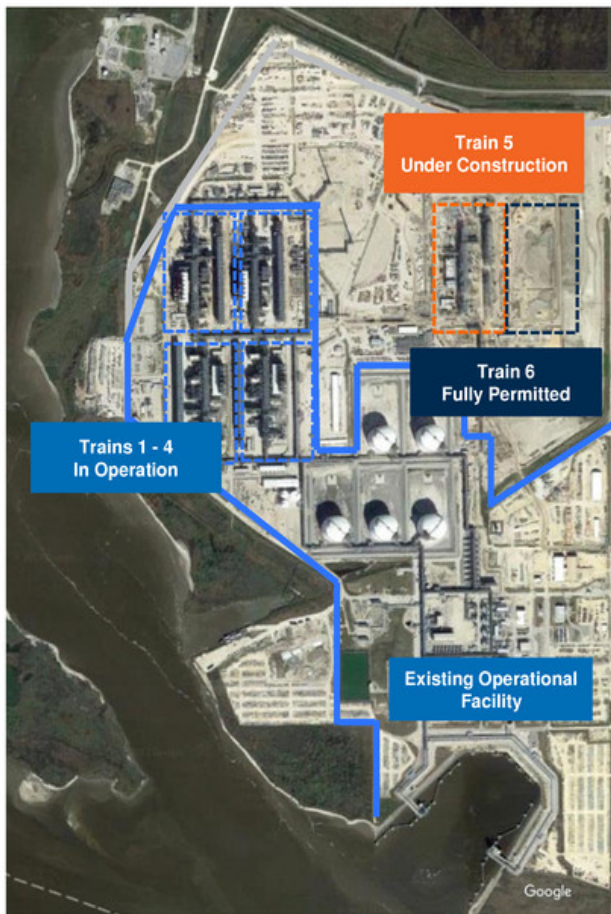 Train 5
Under Construction
Train 6
Fully Permitted
Trains 1 - 4
In Operation
Existing Operational
Facility
Google